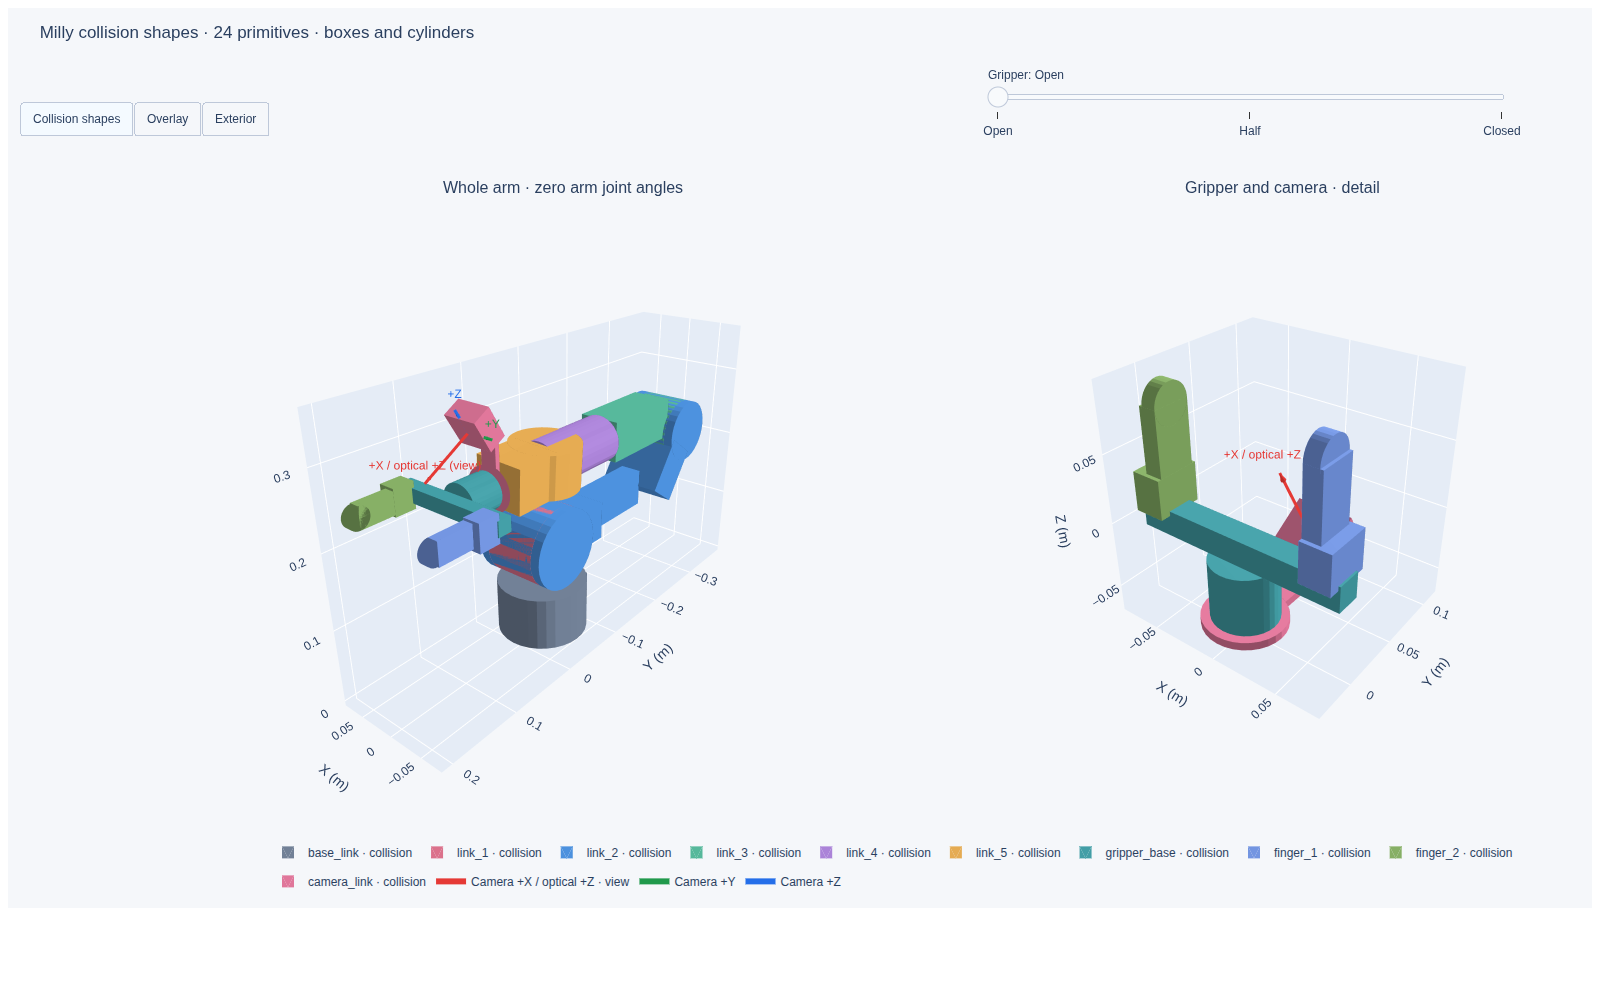 Milly collision shapes · 24 primitives · boxes and cylinders
Gripper: Open
Collision shapes
Overlay
Exterior
Open
Half
Closed
Whole arm · zero arm joint angles
Gripper and camera · detail
+Z
+Y
+X / optical +Z (view
0.3
0.2
0.1
0
0.05
0
−0.05
X (m)
0.2
0.1
0
−0.1
−0.2
−0.3
Y (m)
+X / optical +Z
0.05
0
−0.05
Z (m)
−0.05
0
0.05
X (m)
0
0.05
0.1
Y (m)
base_link · collision
link_1 · collision
link_2 · collision
link_3 · collision
link_4 · collision
link_5 · collision
gripper_base · collision
finger_1 · collision
finger_2 · collision
camera_link · collision
Camera +X / optical +Z · view
Camera +Y
Camera +Z